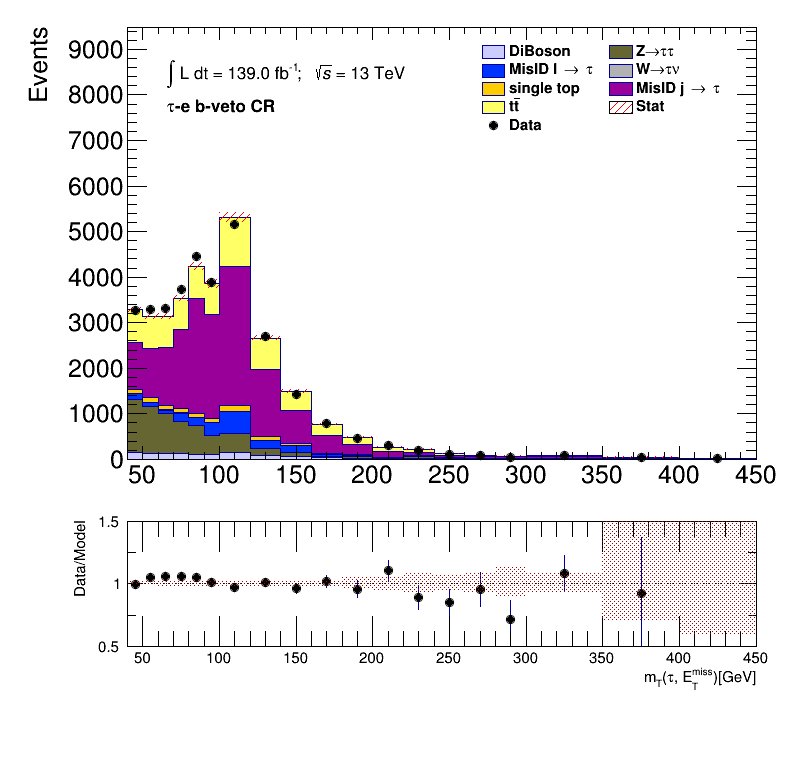 Events
9000
8000
7000
6000
5000
4000
3000
2000
1000
0
∫ L dt = 139.0 fb⁻¹; √s = 13 TeV
τ-e b-veto CR
DiBoson
Z→ττ
MisID l → τ
W→τν
single top
MisID j → τ
tt̄
Stat
Data
50 100 150 200 250 300 350 400 450
Data/Model
1.5
1
0.5
50 100 150 200 250 300 350 400 450
m_T(τ, E_T^miss)[GeV]